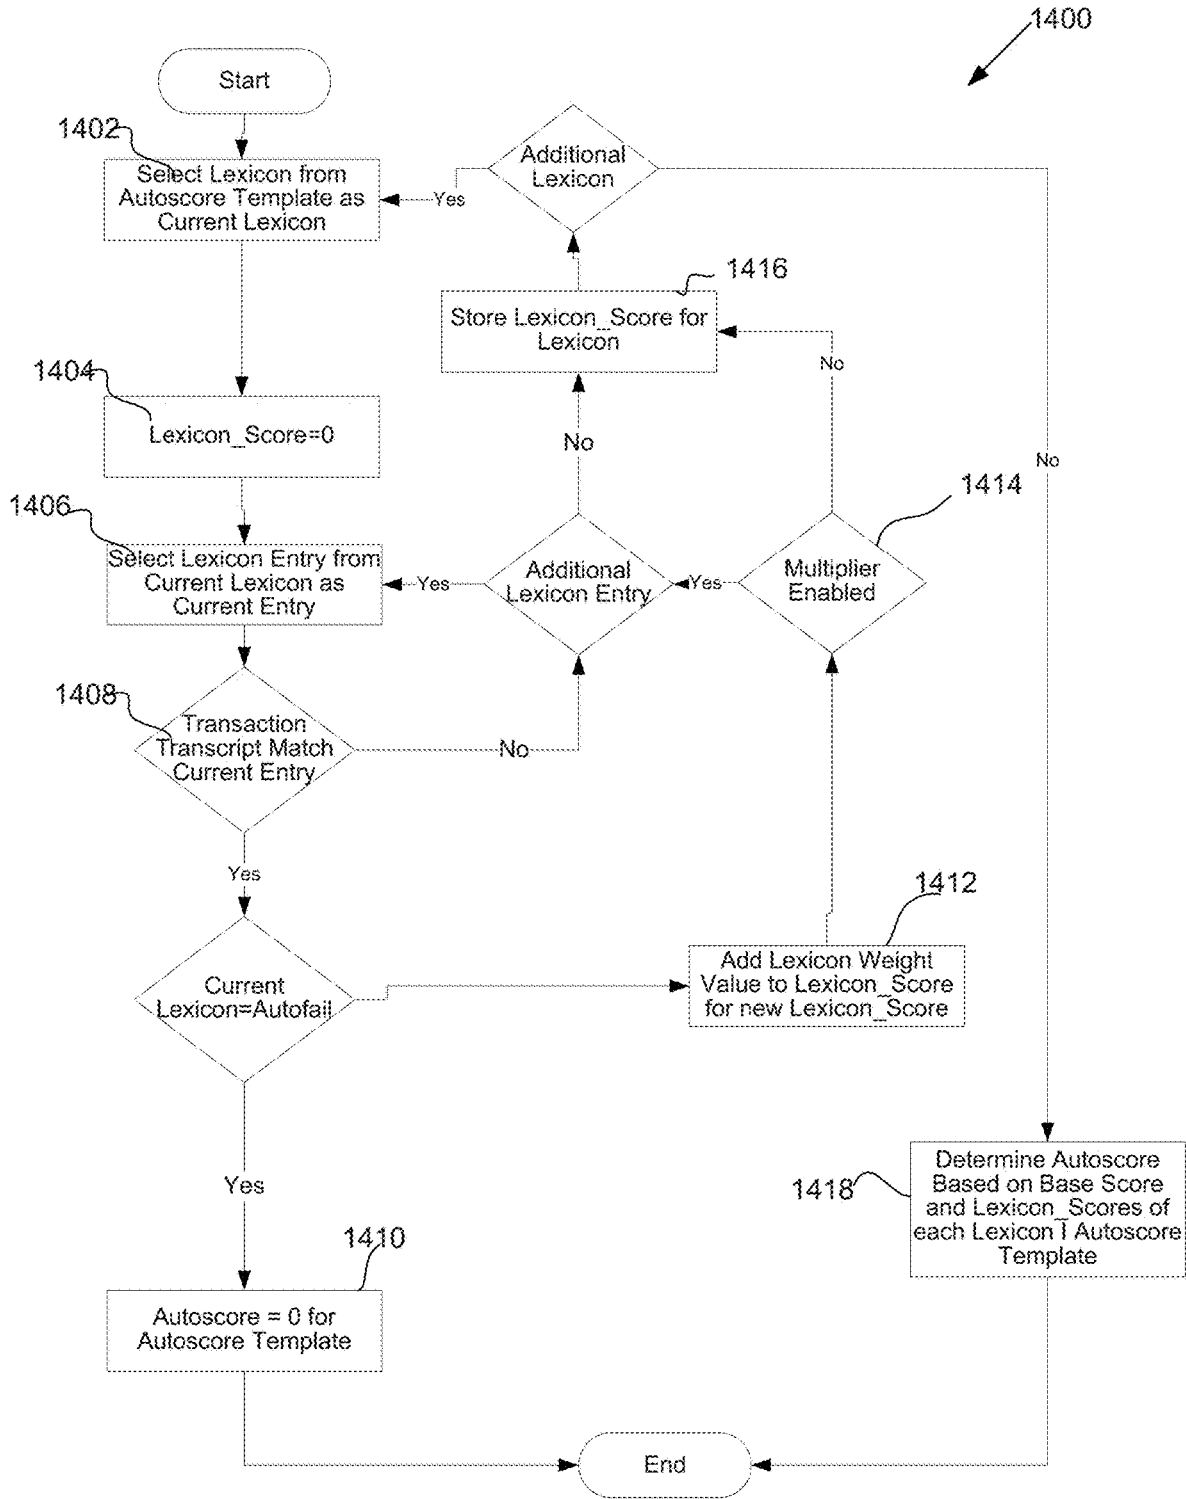 1400
Start
1402
Select Lexicon from
Autoscore Template as
Current Lexicon
Additional
Lexicon
Yes
1416
Store Lexicon_Score for
Lexicon
No
1404
Lexicon_Score=0
No
No
1414
1406
Select Lexicon Entry from
Current Lexicon as
Current Entry
Yes
Additional
Lexicon Entry
Yes
Multiplier
Enabled
1408
Transaction
Transcript Match
Current Entry
No
Yes
1412
Add Lexicon Weight
Value to Lexicon_Score
for new Lexicon_Score
Current
Lexicon=Autofail
Yes
1418
Determine Autoscore
Based on Base Score
and Lexicon_Scores of
each Lexicon I Autoscore
Template
1410
Autoscore = 0 for
Autoscore Template
End